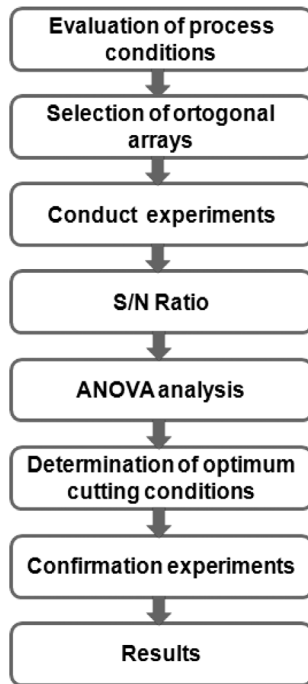 Evaluation of process
conditions
Selection of ortogonal
arrays
Conduct experiments
S/N Ratio
ANOVA analysis
Determination of optimum
cutting conditions
Confirmation experiments
Results